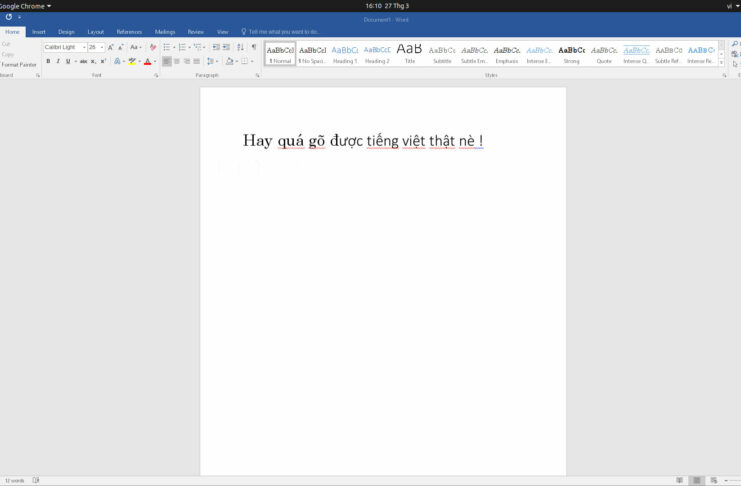 Google Chrome
16:10 27 Thg 3
vi
Document1 - Word
Home Insert Design Layout References Mailings Review View Tell me what you want to do...
Cut
Copy
Format Painter
Calibri Light 26
B I U abc X₂ X²
Font
Paragraph
Styles
AaBbCcI AaBbCcI AaBbCc AaBbCcC AaB AaBbCc AaBbCc. AaBbCc. AaBbCc. AaBbCc AaBbCc. AaBbCc AaBbCc AaBbCc
¶ Normal ¶ No Spaci... Heading 1 Heading 2 Title Subtitle Subtle Em... Emphasis Intense E... Strong Quote Intense Q... Subtle Ref... Intense Re...
Hay quá gõ được tiếng việt thật nè !
12 words